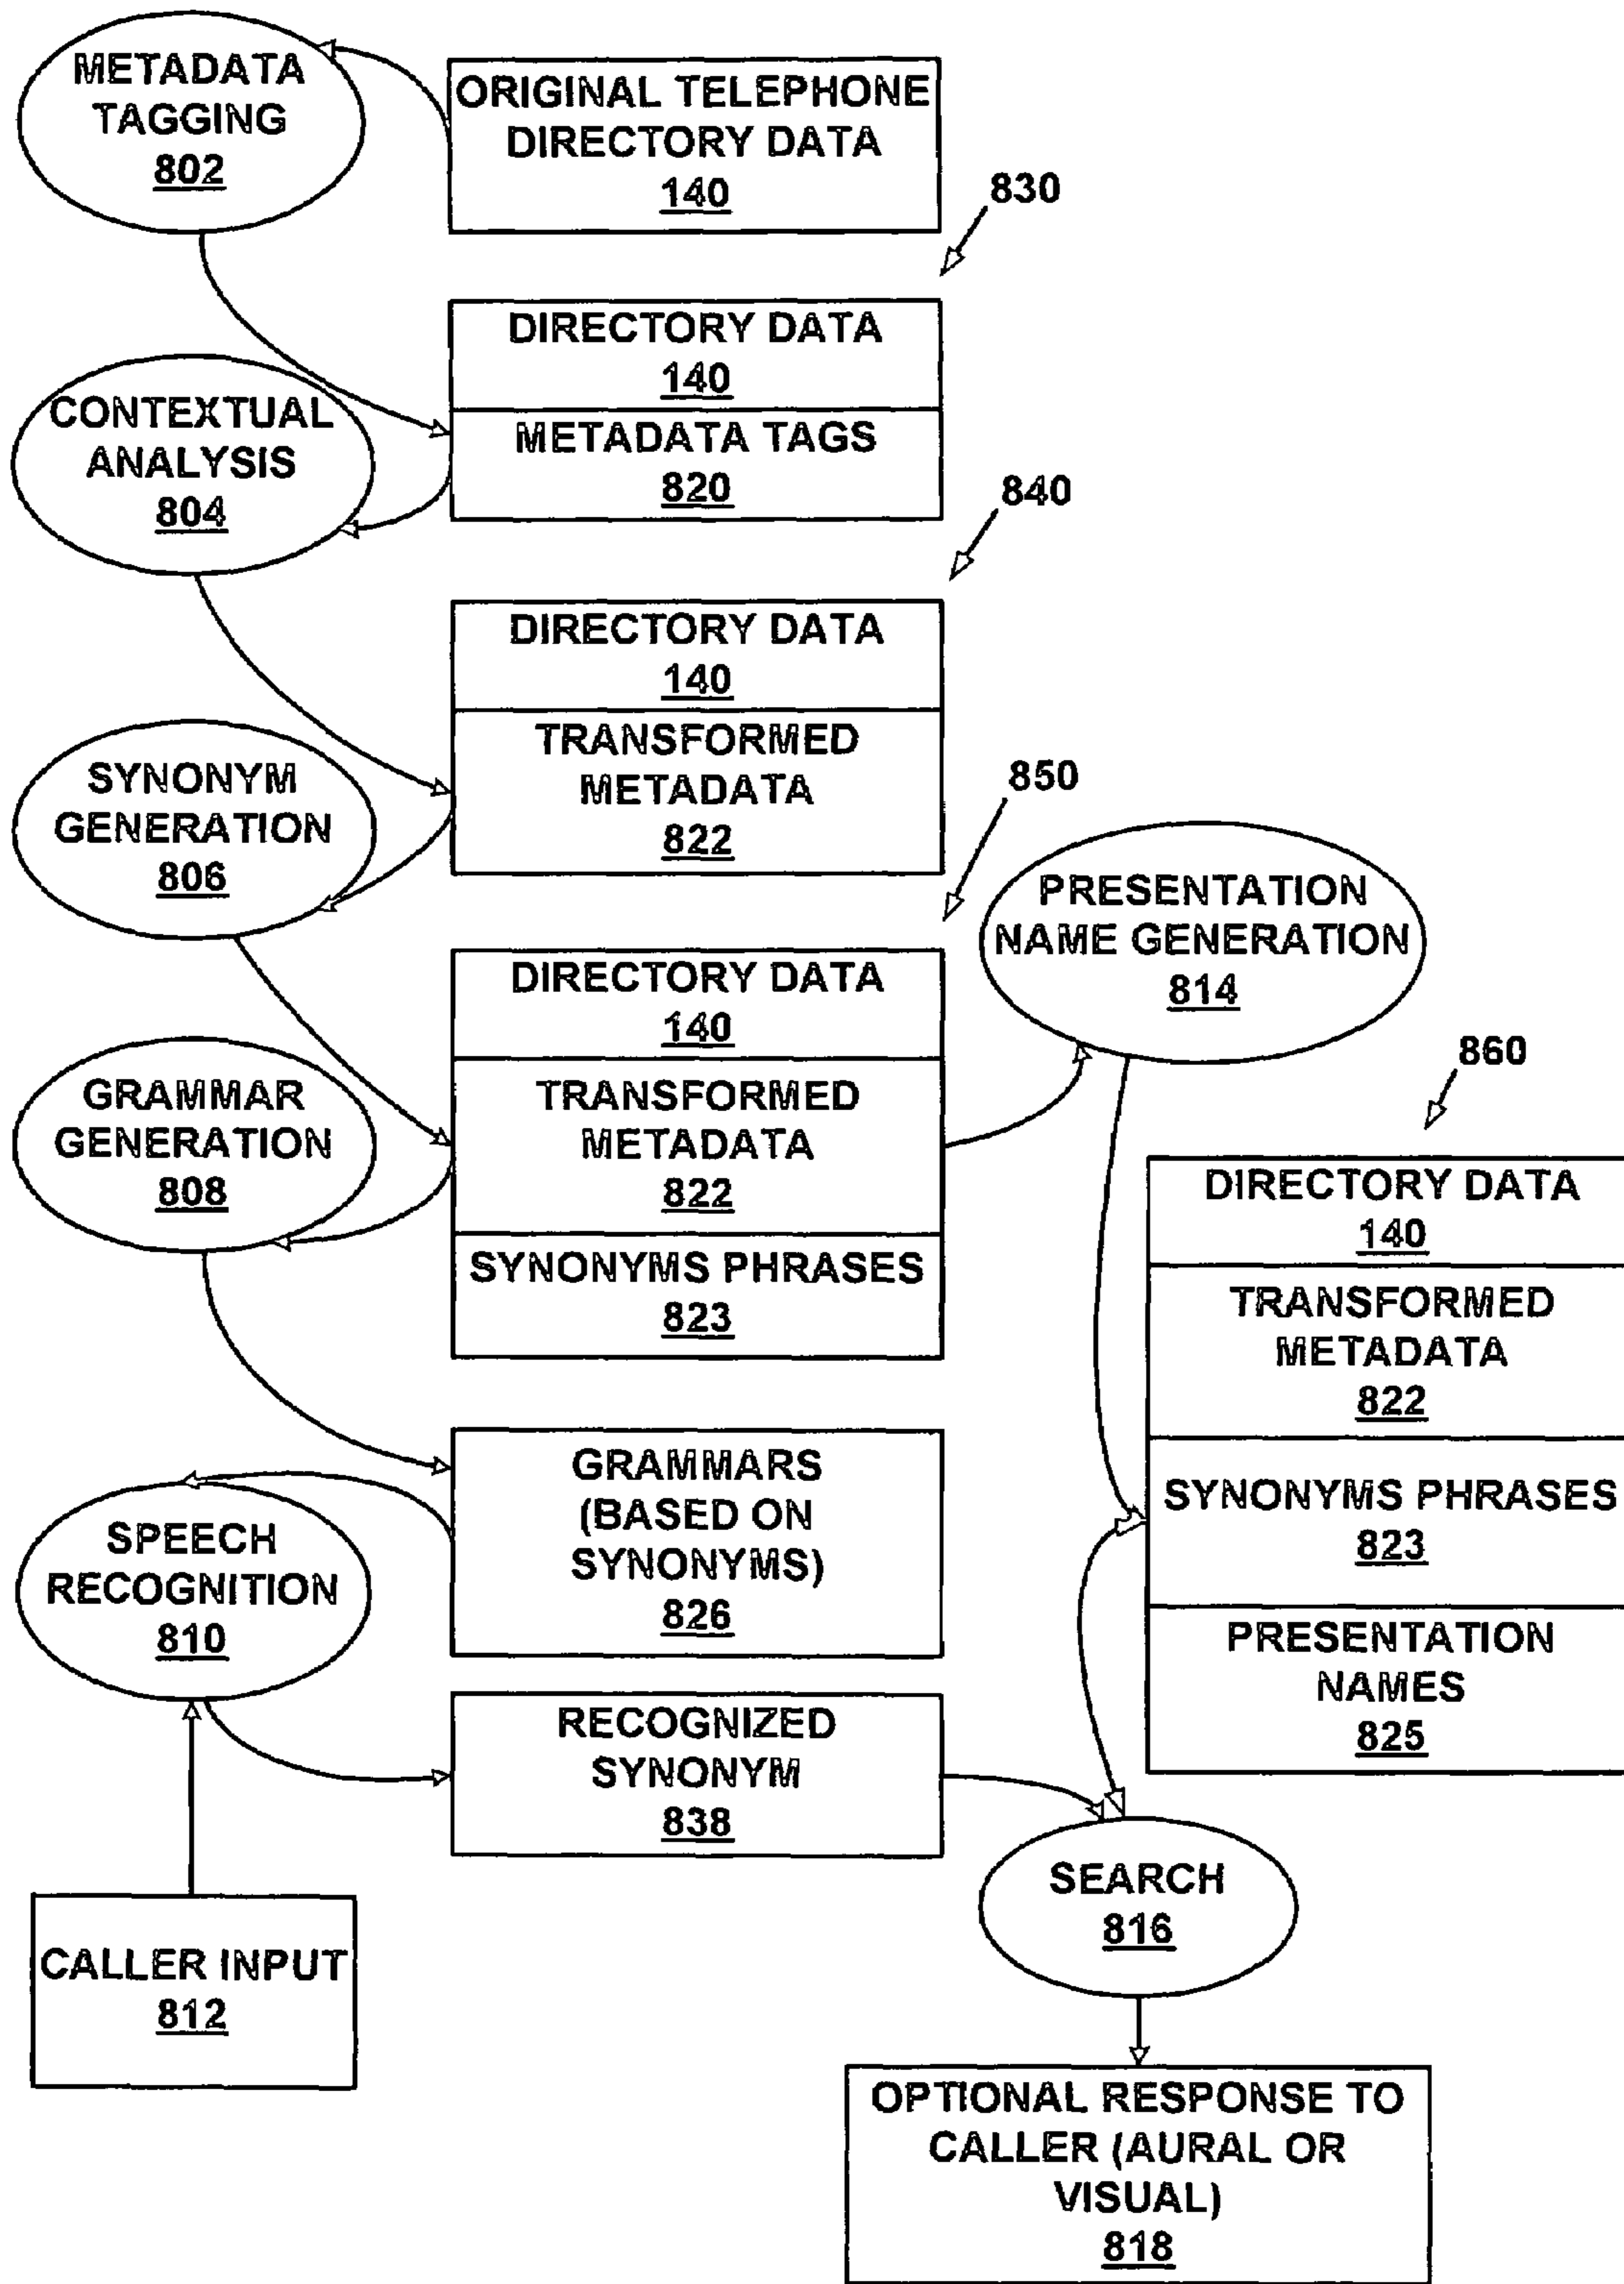 METADATA
TAGGING
802
ORIGINAL TELEPHONE
DIRECTORY DATA
140
830
DIRECTORY DATA
140
METADATA TAGS
820
CONTEXTUAL
ANALYSIS
804
840
DIRECTORY DATA
140
TRANSFORMED
METADATA
822
SYNONYM
GENERATION
806
850
DIRECTORY DATA
140
TRANSFORMED
METADATA
822
SYNONYMS PHRASES
823
PRESENTATION
NAME GENERATION
814
GRAMMAR
GENERATION
808
860
DIRECTORY DATA
140
TRANSFORMED
METADATA
822
SYNONYMS PHRASES
823
PRESENTATION
NAMES
825
GRAMMARS
(BASED ON
SYNONYMS)
826
SPEECH
RECOGNITION
810
RECOGNIZED
SYNONYM
838
CALLER INPUT
812
SEARCH
816
OPTIONAL RESPONSE TO
CALLER (AURAL OR
VISUAL)
818